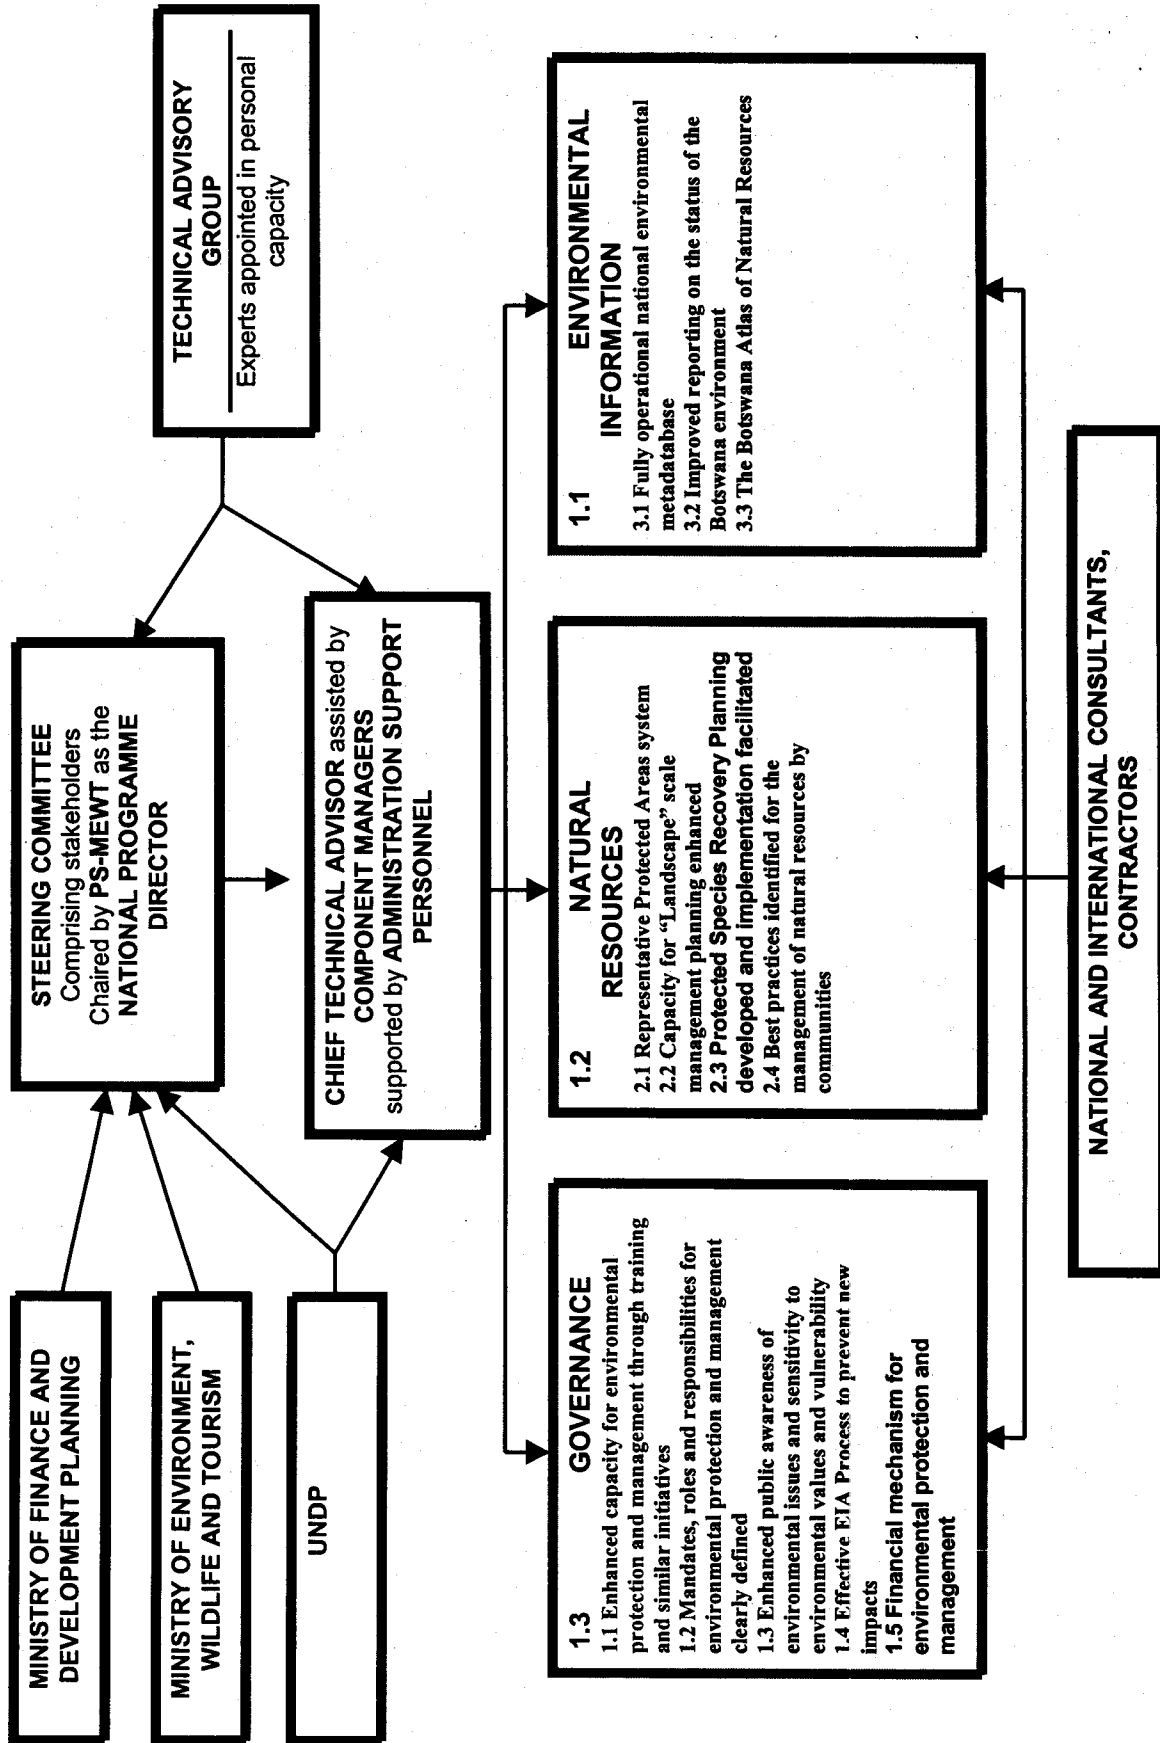 MINISTRY OF FINANCE AND
DEVELOPMENT PLANNING
MINISTRY OF ENVIRONMENT,
WILDLIFE AND TOURISM
UNDP
STEERING COMMITTEE
Comprising stakeholders
Chaired by PS-MEWT as the
NATIONAL PROGRAMME
DIRECTOR
TECHNICAL ADVISORY
GROUP
Experts appointed in personal
capacity
CHIEF TECHNICAL ADVISOR assisted by
COMPONENT MANAGERS
supported by ADMINISTRATION SUPPORT
PERSONNEL
1.3 GOVERNANCE
1.1 Enhanced capacity for environmental
protection and management through training
and similar initiatives
1.2 Mandates, roles and responsibilities for
environmental protection and management
clearly defined
1.3 Enhanced public awareness of
environmental issues and sensitivity to
environmental values and vulnerability
1.4 Effective EIA Process to prevent new
impacts
1.5 Financial mechanism for
environmental protection and
management
1.2 NATURAL
RESOURCES
2.1 Representative Protected Areas system
2.2 Capacity for “Landscape” scale
management planning enhanced
2.3 Protected Species Recovery Planning
developed and implementation facilitated
2.4 Best practices identified for the
management of natural resources by
communities
1.1 ENVIRONMENTAL
INFORMATION
3.1 Fully operational national environmental
metadatabase
3.2 Improved reporting on the status of the
Botswana environment
3.3 The Botswana Atlas of Natural Resources
NATIONAL AND INTERNATIONAL CONSULTANTS,
CONTRACTORS